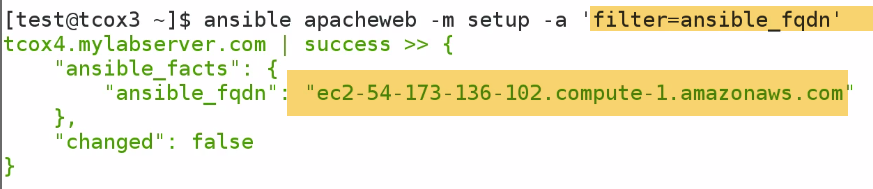 [test@tcox3 ~]$ ansible apacheweb -m setup -a 'filter=ansible_fqdn'
tcox4.mylabserver.com | success >> {
    "ansible_facts": {
        "ansible_fqdn": "ec2-54-173-136-102.compute-1.amazonaws.com"
    },
    "changed": false
}